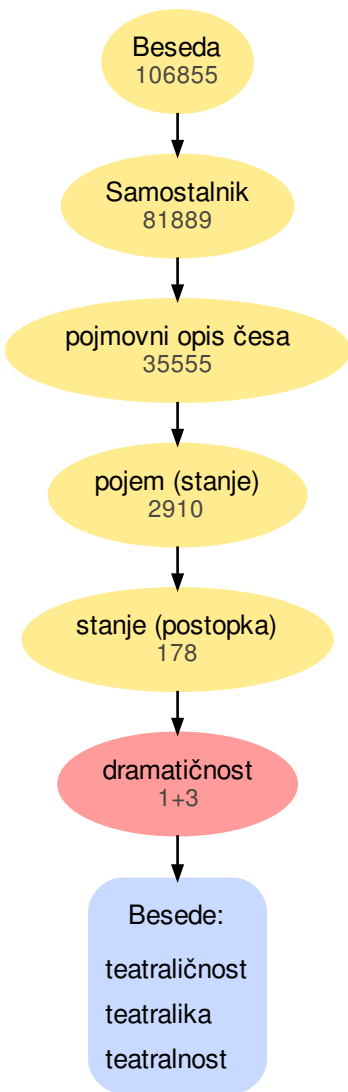 Beseda
106855
Samostalnik
81889
pojmovni opis česa
35555
pojem (stanje)
2910
stanje (postopka)
178
dramatičnost
1+3
Besede:
teatraličnost
teatralika
teatralnost